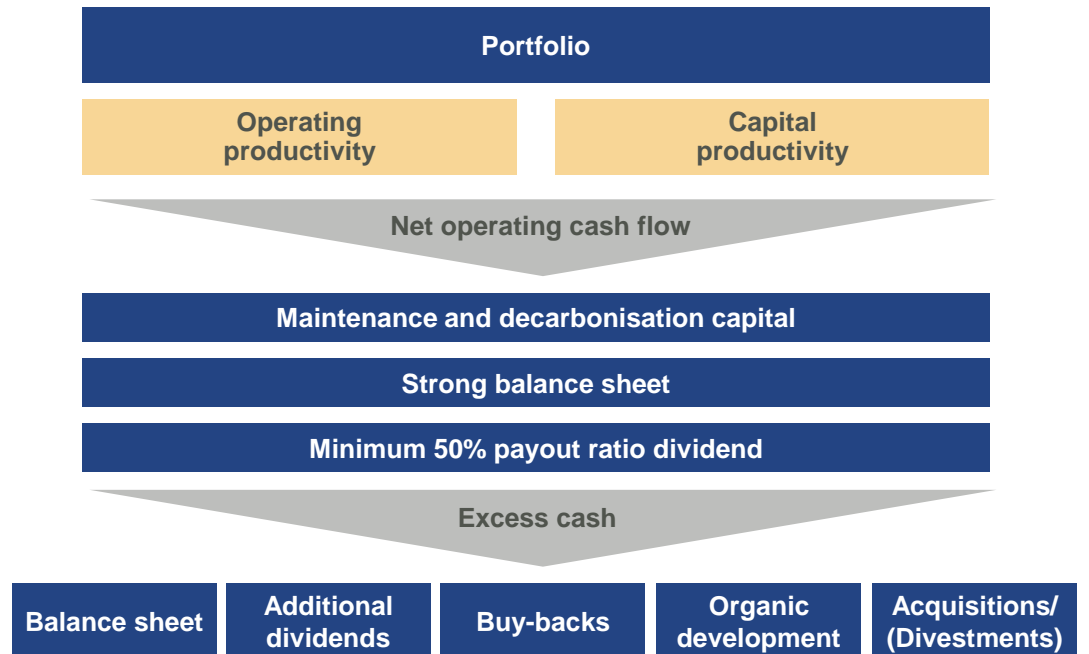 Portfolio
Operating
productivity
Capital
productivity
Net operating cash flow
Maintenance and decarbonisation capital
Strong balance sheet
Minimum 50% payout ratio dividend
Excess cash
Balance sheet
Additional
dividends
Buy-backs
Organic
development
Acquisitions/
(Divestments)